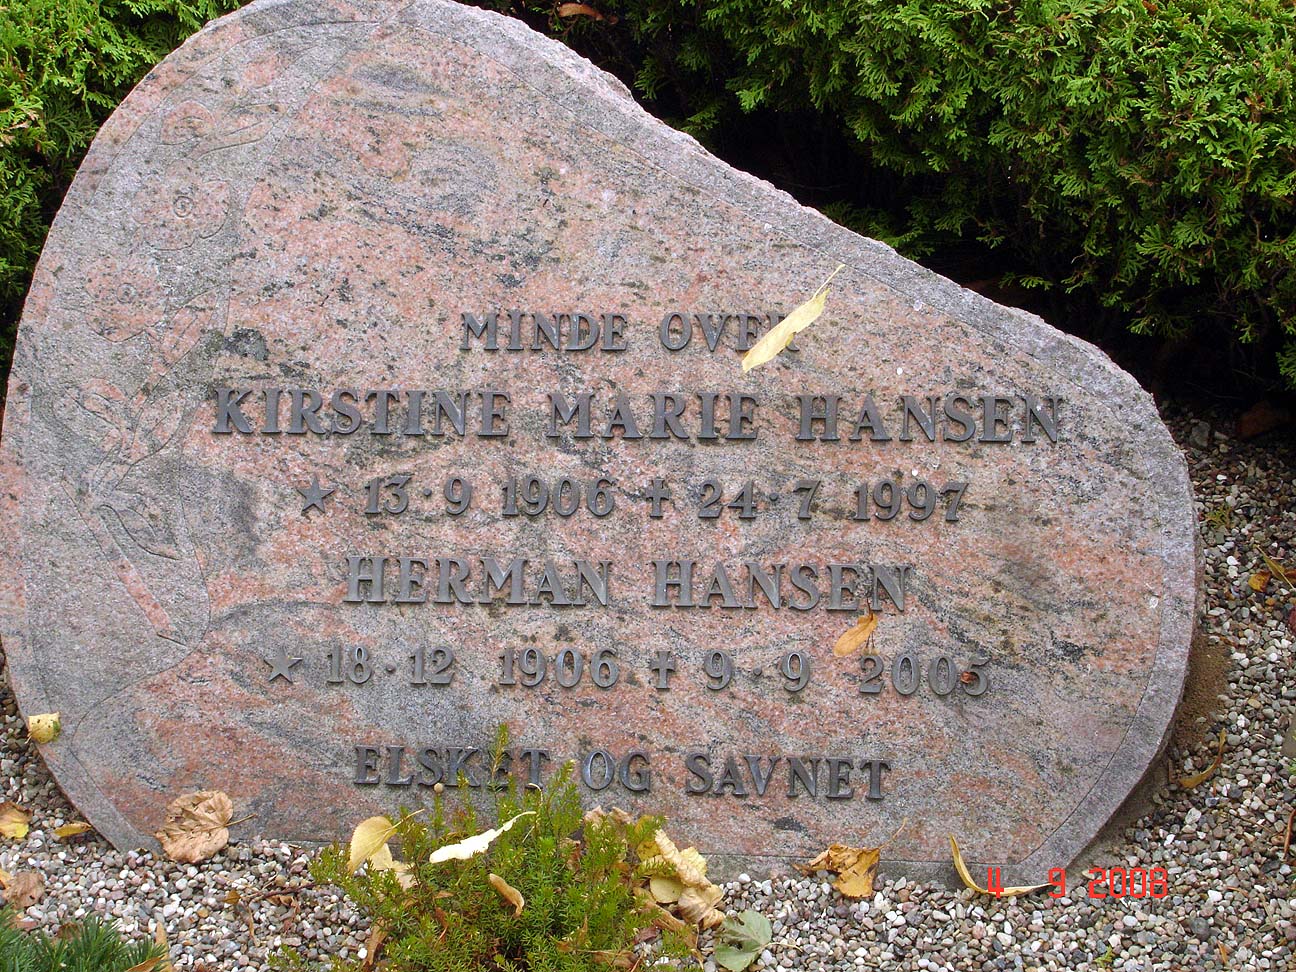 MINDE OVER
KIRSTINE MARIE HANSEN
★ 13·9 1906 ✝ 24·7 1997
HERMAN HANSEN
★ 18·12 1906 ✝ 9·9 2005
ELSKET OG SAVNET
4 9 2008